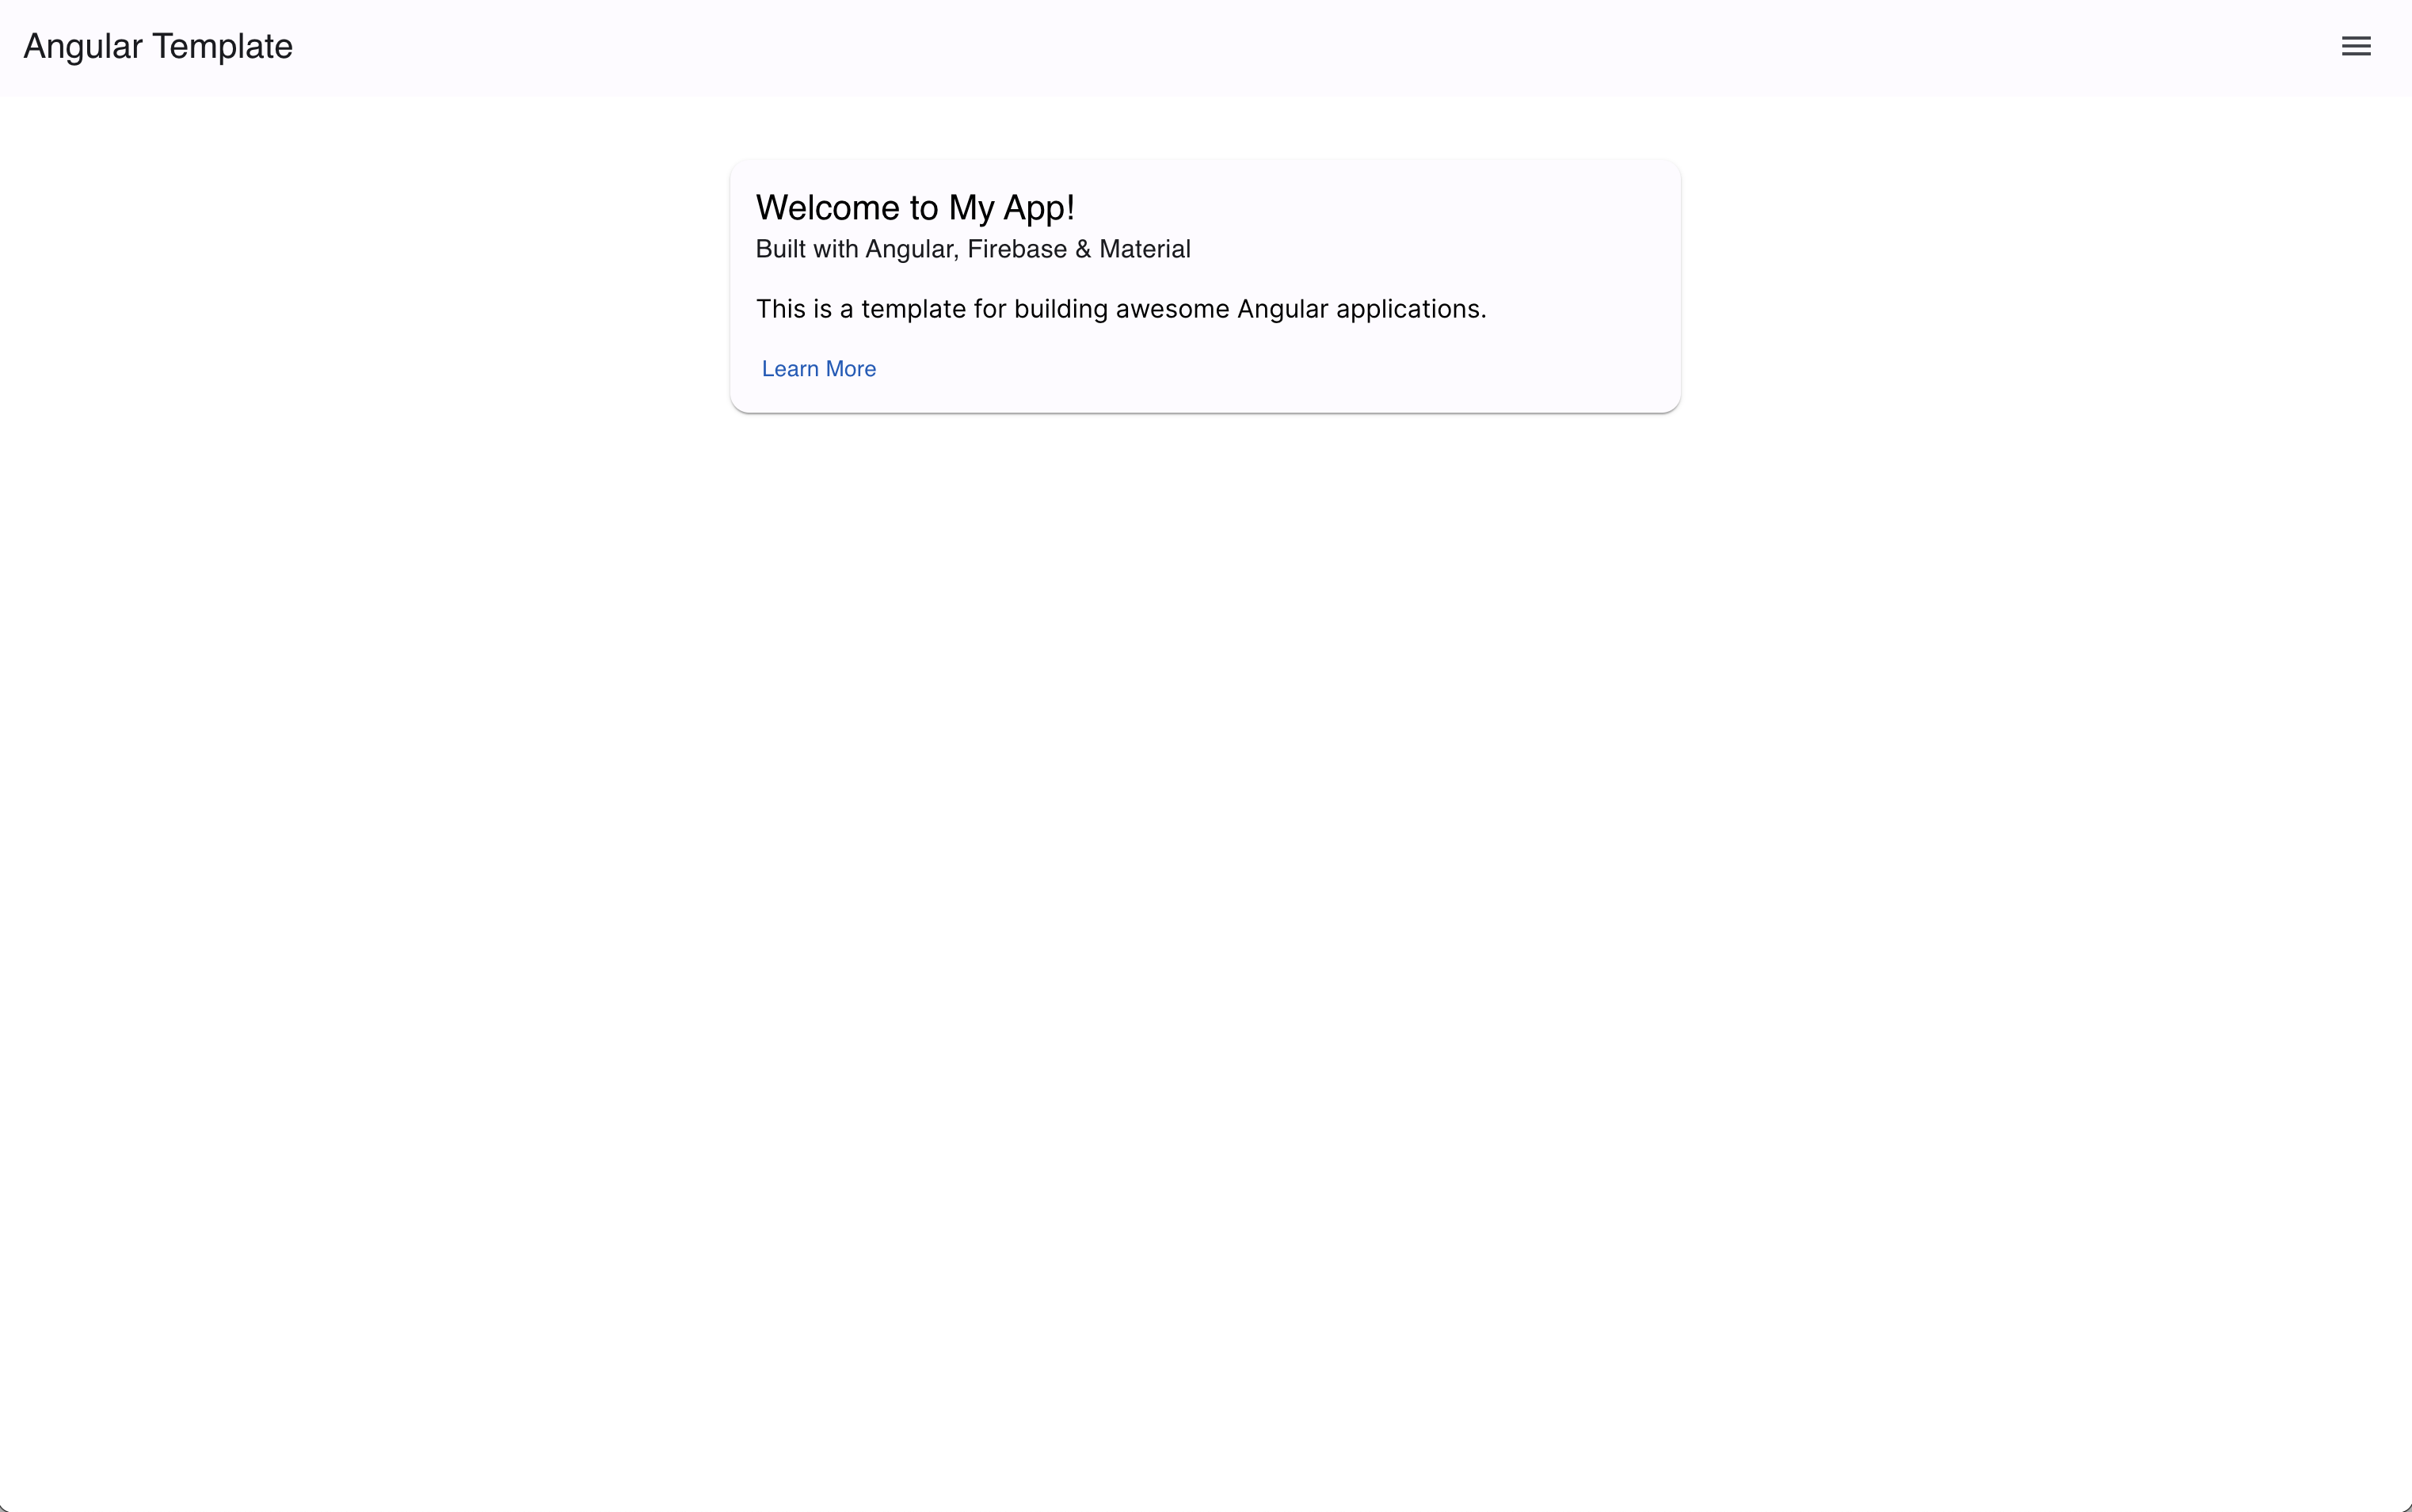 Angular Template
Welcome to My App!
Built with Angular, Firebase & Material
This is a template for building awesome Angular applications.
Learn More